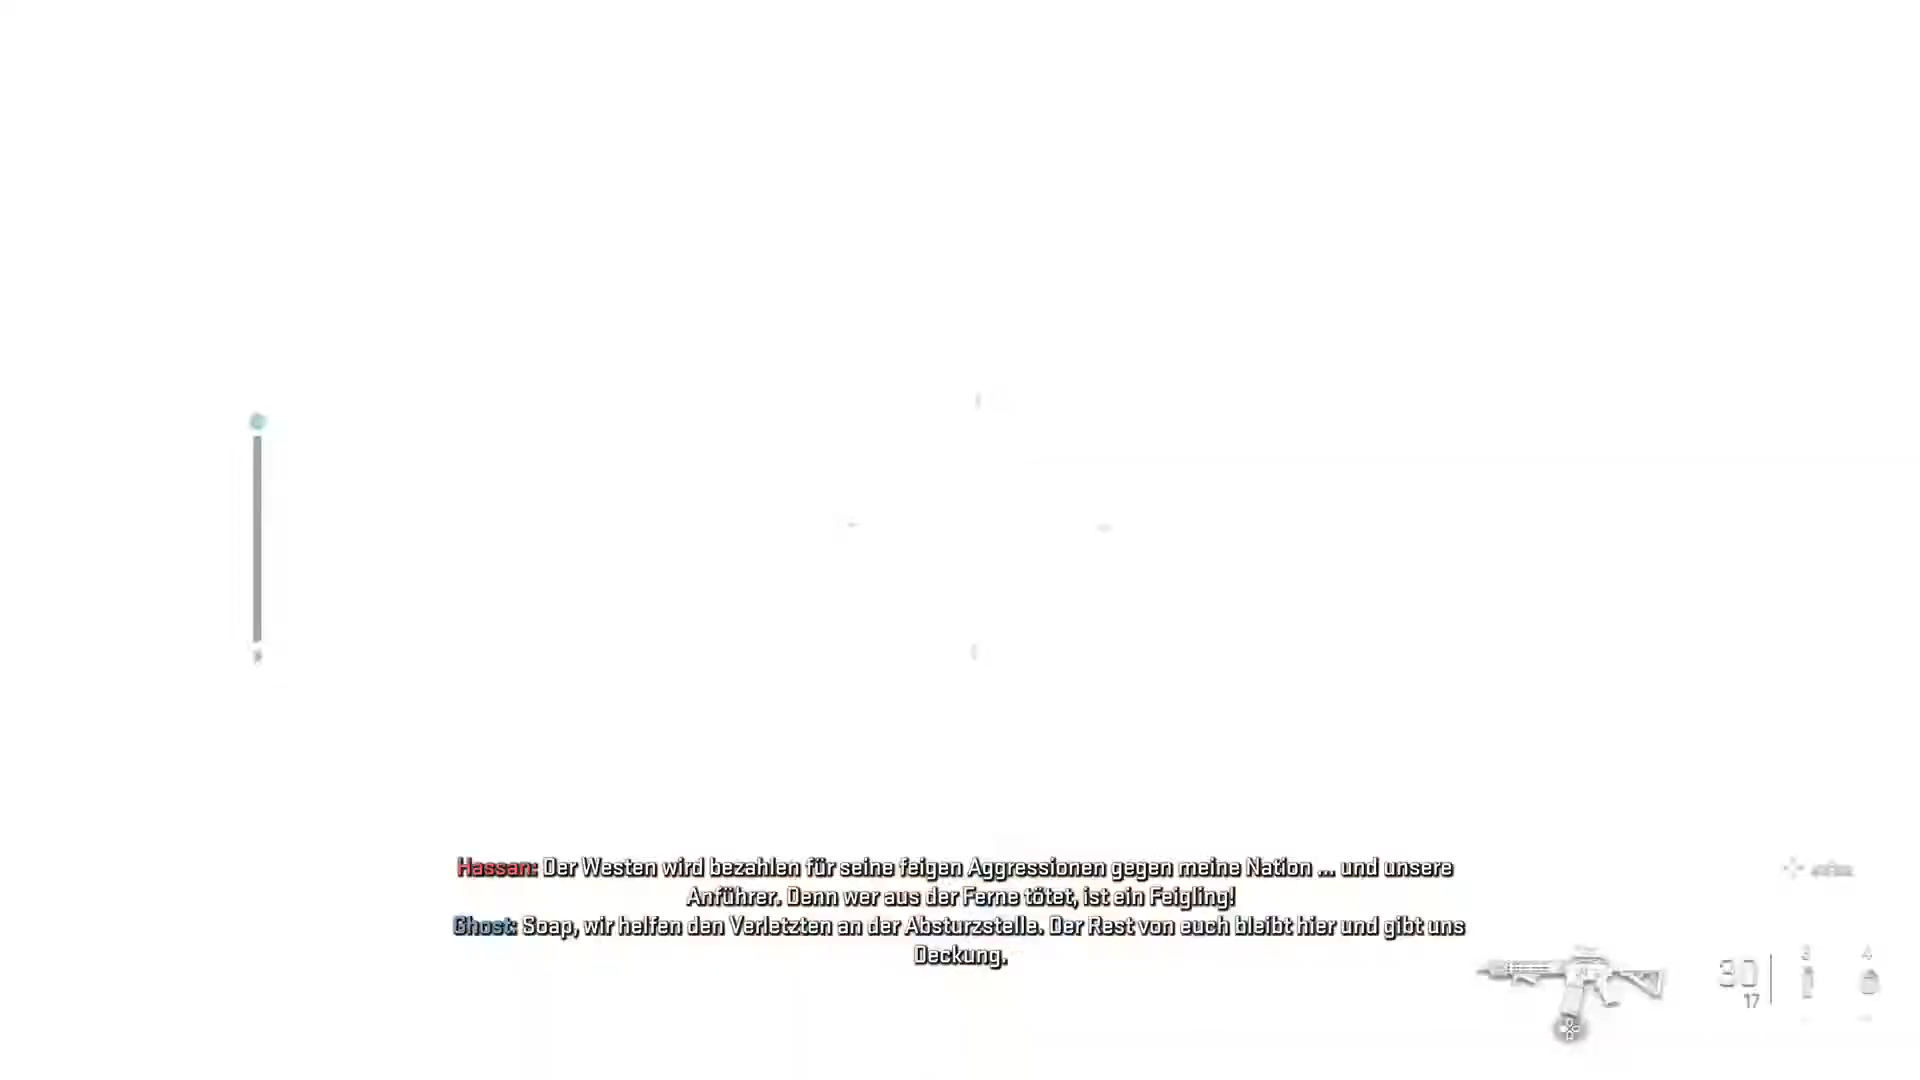 Hassan: Der Westen wird bezahlen für seine feigen Aggressionen gegen meine Nation ... und unsere
Anführer. Denn wer aus der Ferne tötet, ist ein Feigling!
Ghost: Soap, wir helfen den Verletzten an der Absturzstelle. Der Rest von euch bleibt hier und gibt uns
Deckung.
30
17
3
4